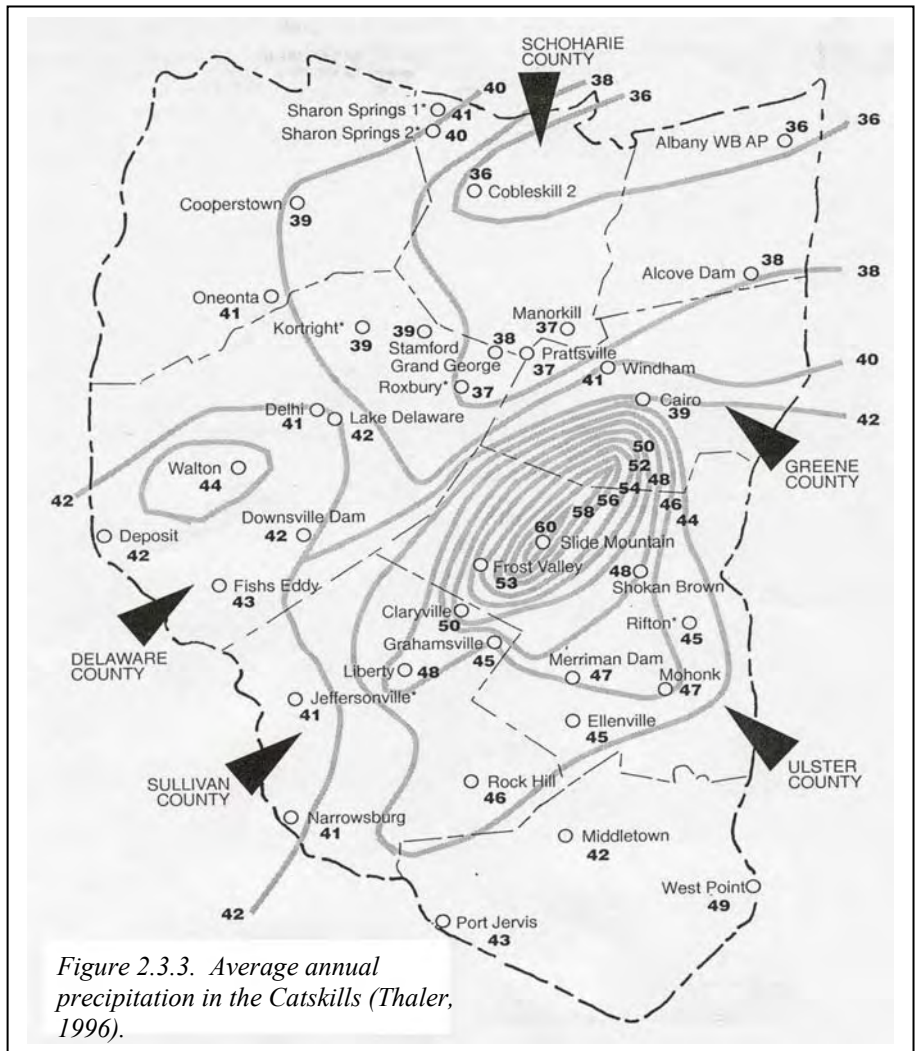 SCHOHARIE
COUNTY
40
38
36
Sharon Springs 1*
41
Sharon Springs 2*
40
36
Albany WB AP
36
36
Cobleskill 2
Cooperstown
39
38
Alcove Dam
38
Oneonta
41
Manorkill
37
Kortright*
39
39
Stamford
38
Grand George
Prattsville
37
41
Windham
40
Roxbury*
37
Cairo
39
42
Delhi
41
Lake Delaware
42
GREENE
COUNTY
50
52
48
54
46
56
44
58
Walton
44
42
Downsville Dam
42
60
Slide Mountain
Deposit
42
Frost Valley
53
48
Shokan Brown
Fishs Eddy
43
Claryville
50
Rifton*
45
DELAWARE
COUNTY
Grahamsville
45
Liberty
48
Merriman Dam
47
Mohonk
47
Jeffersonville*
41
Ellenville
45
SULLIVAN
COUNTY
ULSTER
COUNTY
Rock Hill
46
Narrowsburg
41
Middletown
42
West Point
49
42
Port Jervis
43
Figure 2.3.3. Average annual
precipitation in the Catskills (Thaler,
1996).